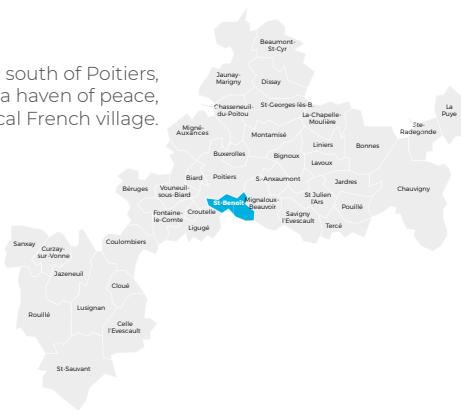 south of Poitiers,
a haven of peace,
cal French village.
Beaumont-
St-Cyr
Jaunay-
Marigny
Dissay
La
Puye
Chasseneuil-
du-Poitou
St-Georges-lès-B.
La-Chapelle-
Moulière
Ste-
Radegonde
Migné-
Auxances
Montamisé
Liniers
Bonnes
Buxerolles
Bignoux
Lavoux
Biard
Poitiers
S.-Anxaumont
Jardres
Béruges
Vouneuil-
sous-Biard
Chauvigny
St-Benoit
Mignaloux-
Beauvoir
St Julien
l'Ars
Pouillé
Fontaine-
le-Comte
Croutelle
Savigny
l'Evescault
Ligugé
Tercé
Sanxay
Curzay-
sur-Vonne
Coulombiers
Jazeneuil
Cloué
Rouillé
Lusignan
Celle
l'Evescault
St-Sauvant